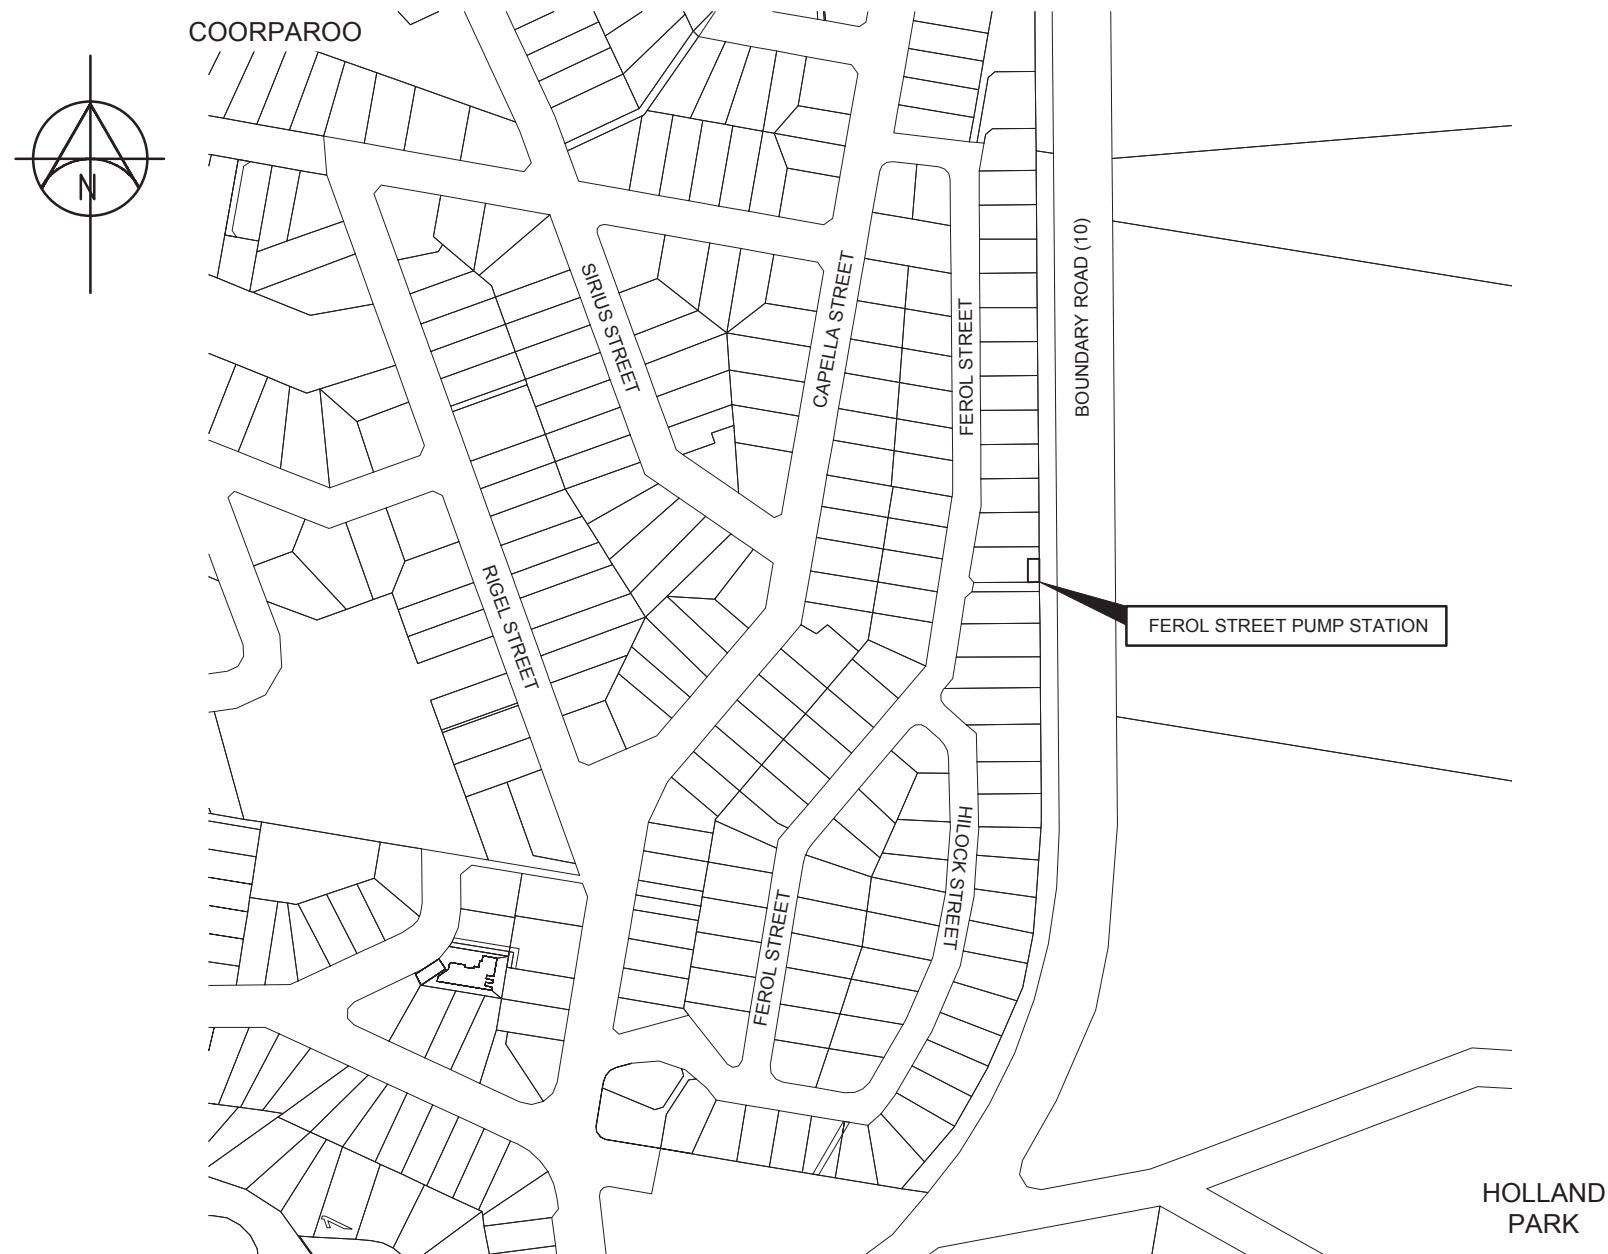 COORPAROO
N
SIRIUS STREET
CAPELLA STREET
FEROL STREET
BOUNDARY ROAD (10)
RIGEL STREET
FEROL STREET PUMP STATION
HILOCK STREET
FEROL STREET
HOLLAND
PARK